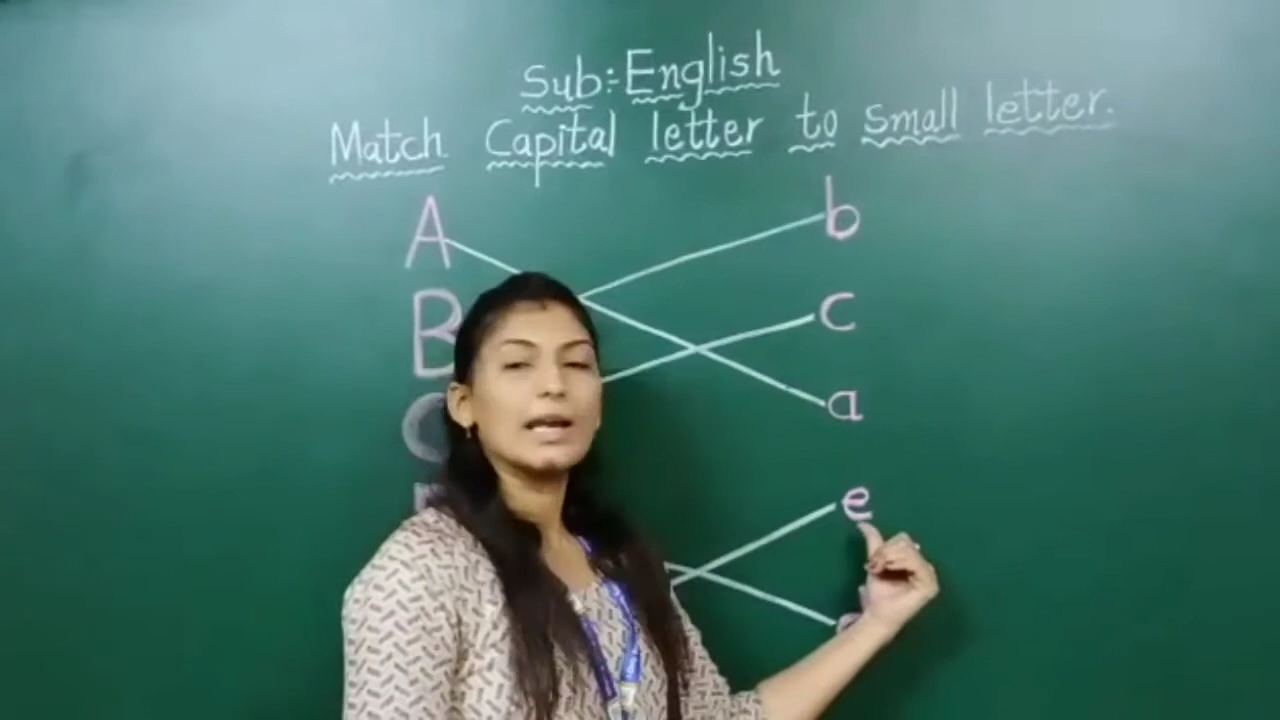 Sub:- English
Match Capital letter to small letter.
A b
B c
C a
e